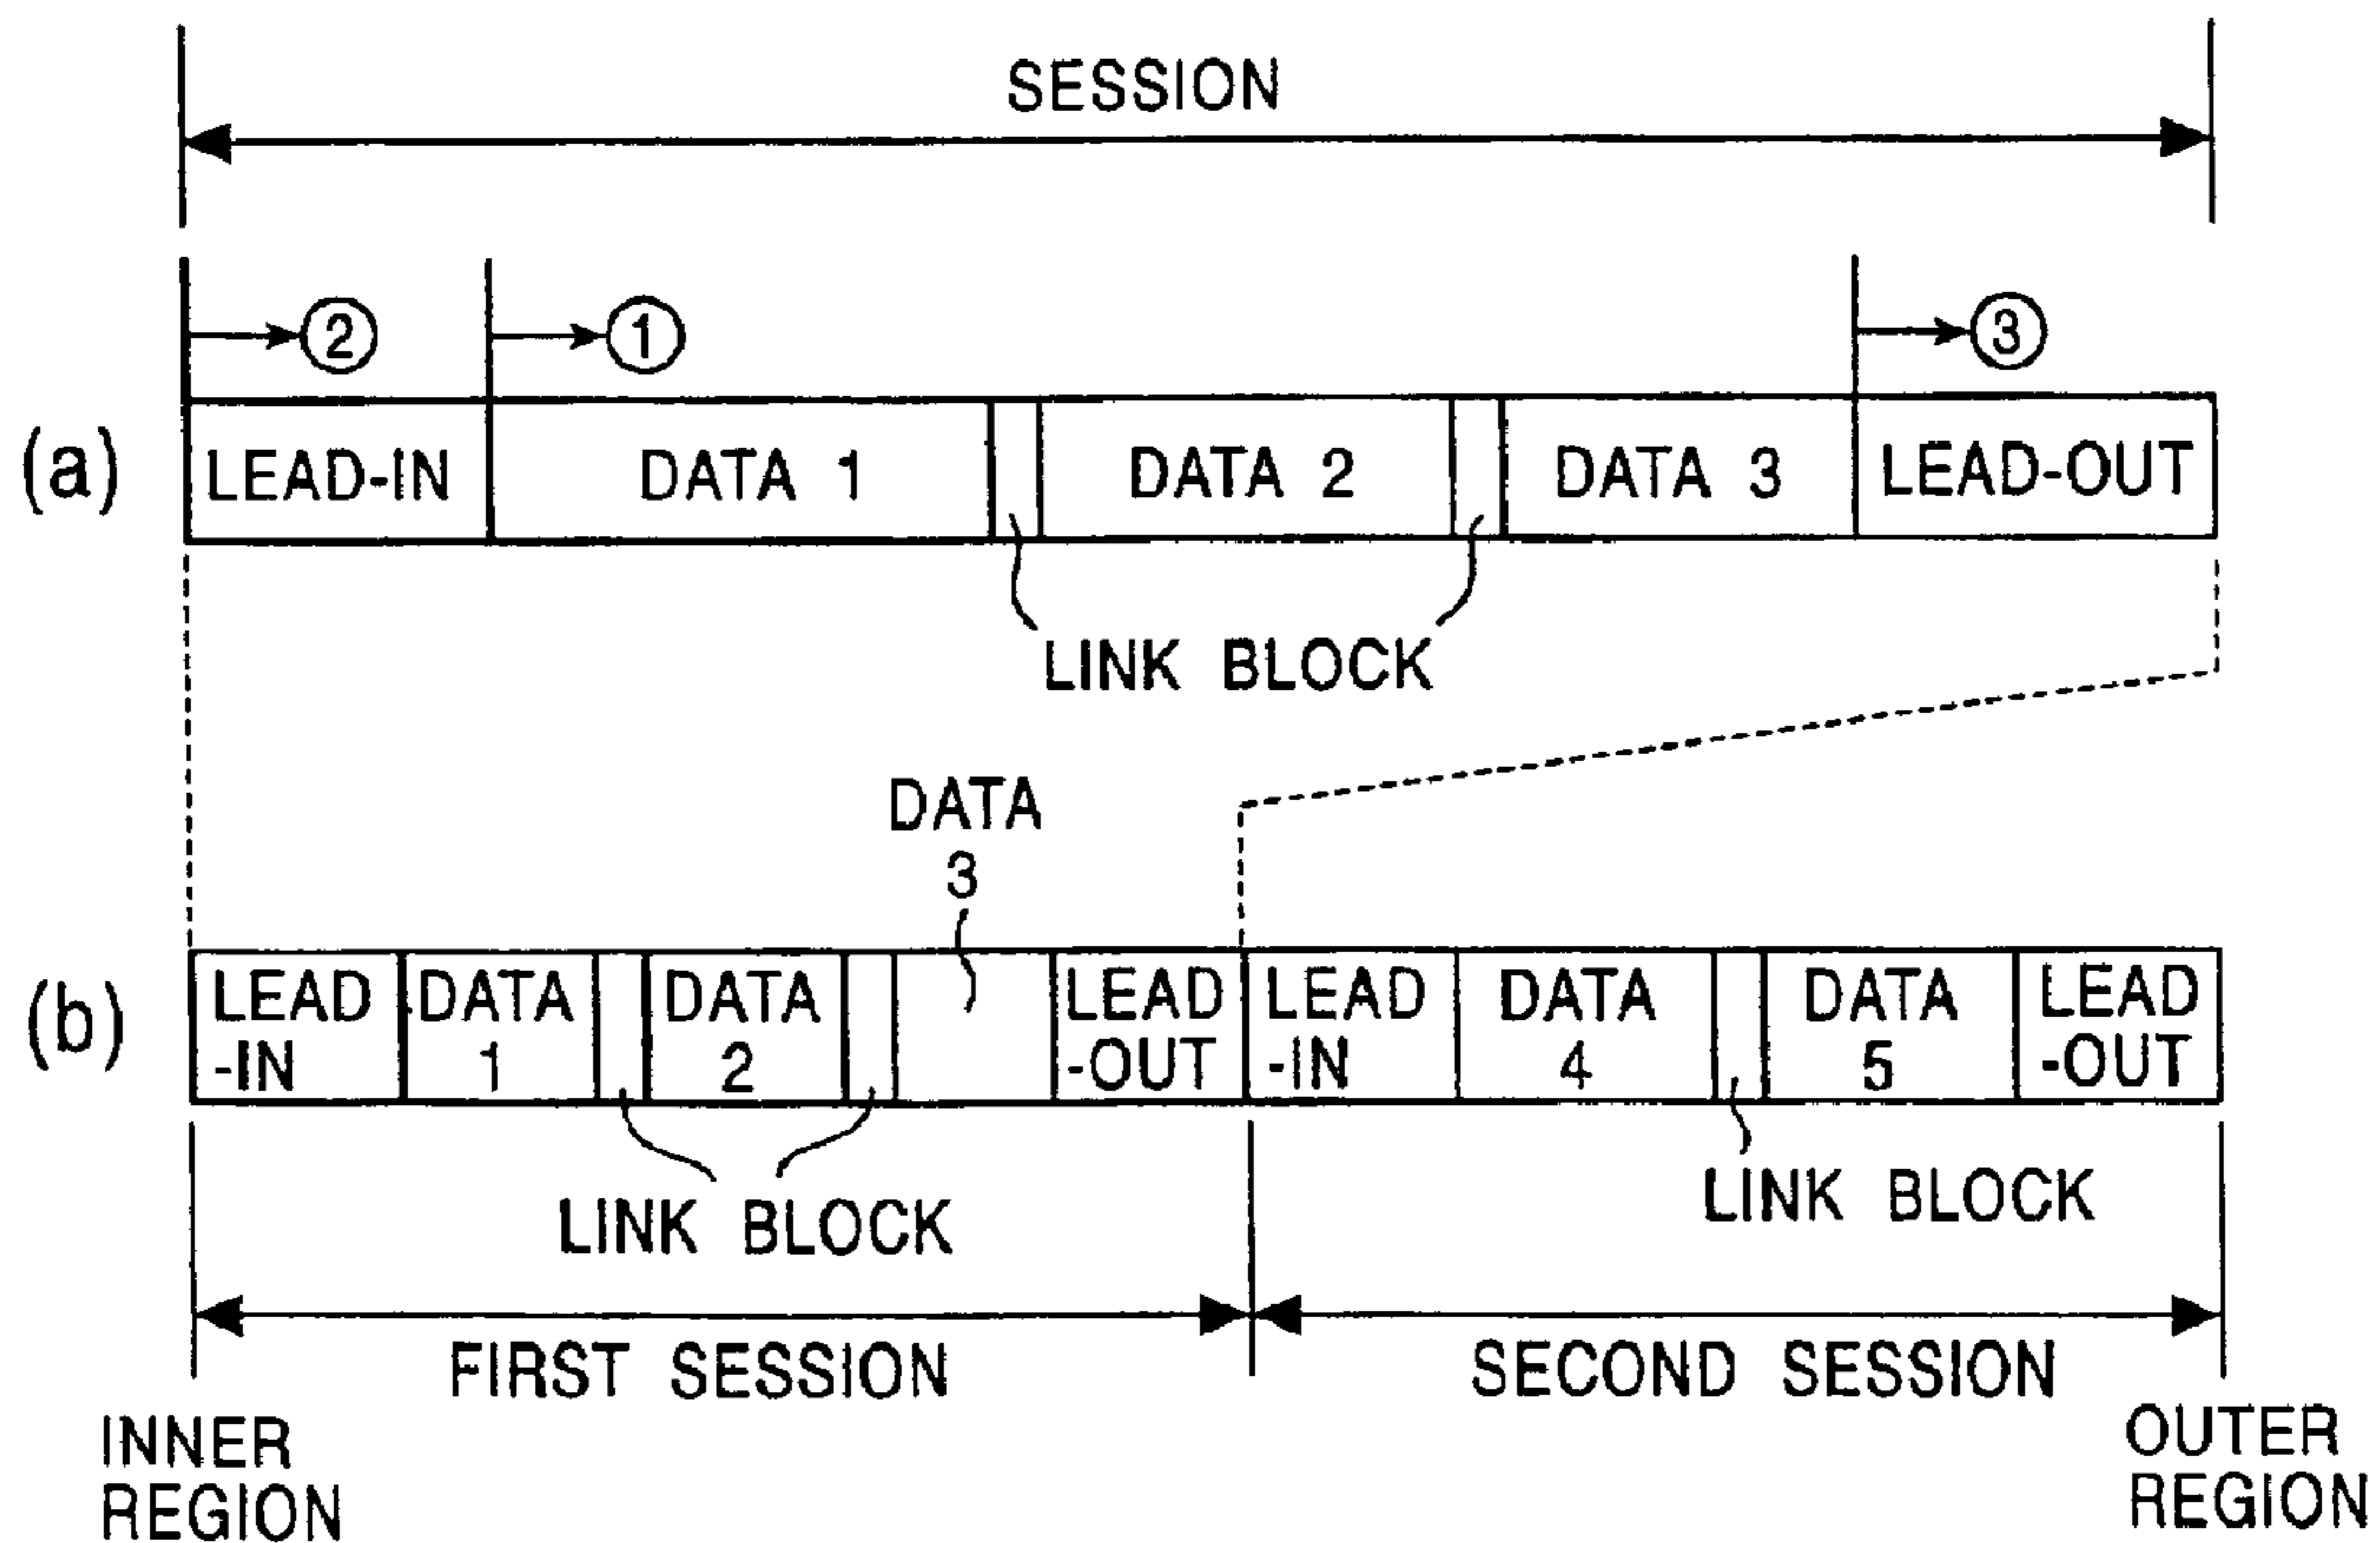 SESSION
② ① ③
(a) LEAD-IN DATA 1 DATA 2 DATA 3 LEAD-OUT
LINK BLOCK
DATA
3
(b) LEAD DATA DATA LEAD LEAD DATA DATA LEAD
-IN 1 2 -OUT -IN 4 5 -OUT
LINK BLOCK LINK BLOCK
FIRST SESSION SECOND SESSION
INNER OUTER
REGION REGION